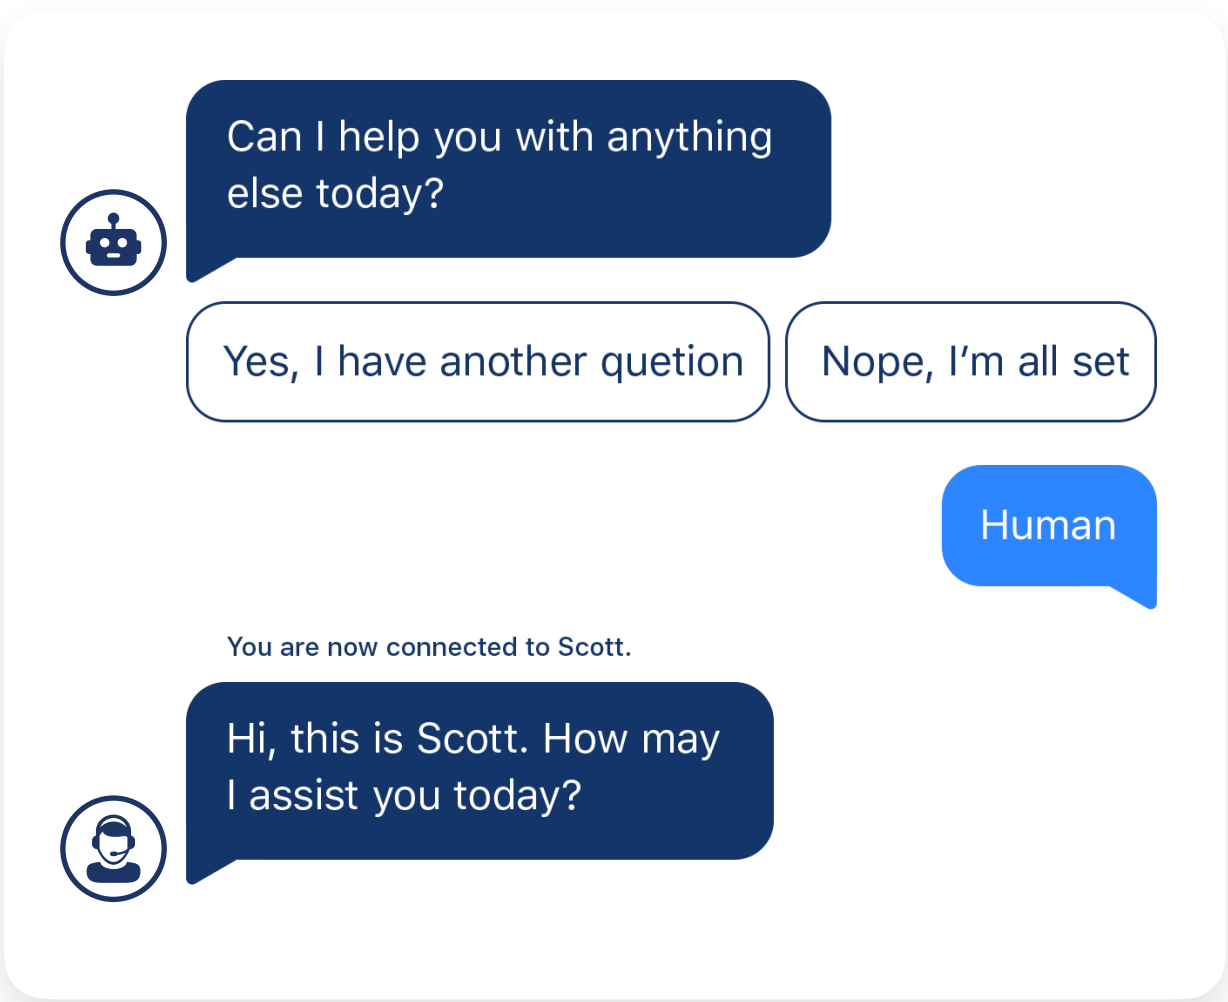 Can I help you with anything
else today?
Yes, I have another quetion
Nope, I’m all set
Human
You are now connected to Scott.
Hi, this is Scott. How may
I assist you today?